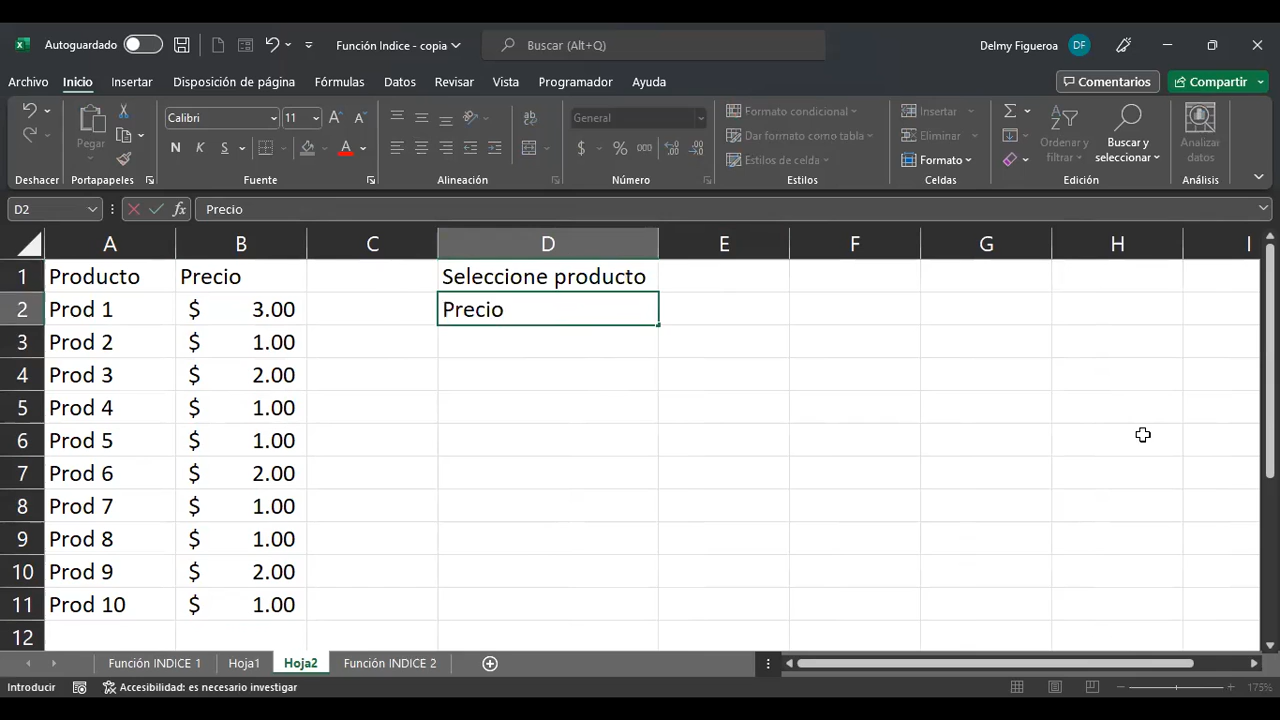 Autoguardado Función Indice - copia Buscar (Alt+Q) Delmy Figueroa DF
Archivo Inicio Insertar Disposición de página Fórmulas Datos Revisar Vista Programador Ayuda Comentarios Compartir
Pegar
Calibri 11
N K S A
ab
General
$ % 000
Formato condicional
Dar formato como tabla
Estilos de celda
Insertar
Eliminar
Formato
Ordenar y filtrar
Buscar y seleccionar
Analizar datos
Deshacer Portapapeles Fuente Alineación Número Estilos Celdas Edición Análisis
D2 fx Precio
A B C D E F G H I
1 Producto Precio Seleccione producto
2 Prod 1 $ 3.00 Precio
3 Prod 2 $ 1.00
4 Prod 3 $ 2.00
5 Prod 4 $ 1.00
6 Prod 5 $ 1.00
7 Prod 6 $ 2.00
8 Prod 7 $ 1.00
9 Prod 8 $ 1.00
10 Prod 9 $ 2.00
11 Prod 10 $ 1.00
12
Función INDICE 1 Hoja1 Hoja2 Función INDICE 2
Introducir Accesibilidad: es necesario investigar 175%